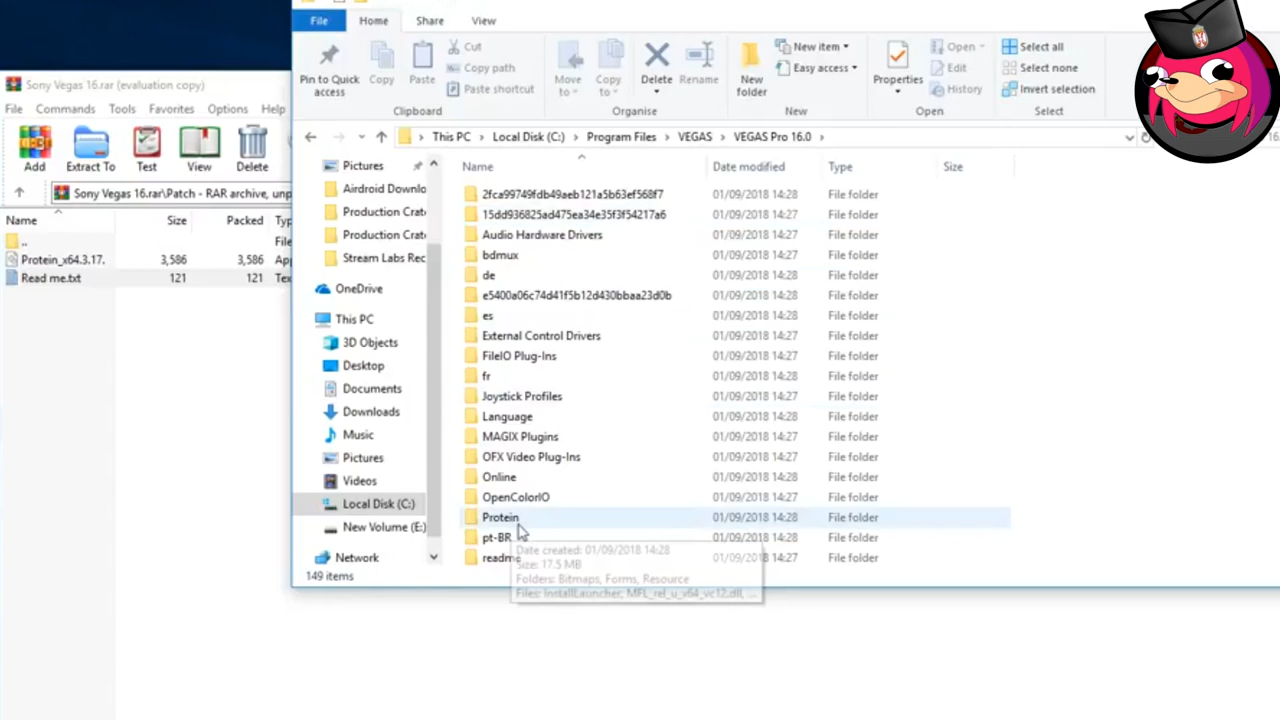 File Home Share View
Pin to Quick access
Copy
Paste
Cut
Copy path
Paste shortcut
Clipboard
Move to
Copy to
Delete
Rename
Organise
New folder
New item
Easy access
New
Properties
Open
Edit
History
Open
Select all
Select none
Invert selection
Select
Sony Vegas 16.rar (evaluation copy)
File Commands Tools Favorites Options Help
Add Extract To Test View Delete
Sony Vegas 16.rar\Patch - RAR archive, unp
Name Size Packed Typ
.. File
Protein_x64.3.17. 3,586 3,586 Ap
Read me.txt 121 121 Tex
This PC > Local Disk (C:) > Program Files > VEGAS > VEGAS Pro 16.0 >
Pictures
Airdroid Downlo
Production Crat
Production Crat
Stream Labs Rec
OneDrive
This PC
3D Objects
Desktop
Documents
Downloads
Music
Pictures
Videos
Local Disk (C:)
New Volume (E:)
Network
149 items
Name Date modified Type Size
2fca99749fdb49aeb121a5b63ef568f7 01/09/2018 14:28 File folder
15dd936825ad475ea34e35f3f54217a6 01/09/2018 14:27 File folder
Audio Hardware Drivers 01/09/2018 14:27 File folder
bdmux 01/09/2018 14:27 File folder
de 01/09/2018 14:28 File folder
e5400a06c74d41f5b12d430bbaa23d0b 01/09/2018 14:28 File folder
es 01/09/2018 14:28 File folder
External Control Drivers 01/09/2018 14:27 File folder
FileIO Plug-Ins 01/09/2018 14:27 File folder
fr 01/09/2018 14:28 File folder
Joystick Profiles 01/09/2018 14:27 File folder
Language 01/09/2018 14:28 File folder
MAGIX Plugins 01/09/2018 14:27 File folder
OFX Video Plug-Ins 01/09/2018 14:27 File folder
Online 01/09/2018 14:28 File folder
OpenColorIO 01/09/2018 14:27 File folder
Protein 01/09/2018 14:28 File folder
pt-BR 01/09/2018 14:28 File folder
readme 01/09/2018 14:27 File folder
Date created: 01/09/2018 14:28
Size: 17.5 MB
Folders: Bitmaps, Forms, Resource
Files: InstallLauncher, MFL_rel_u_x64_vc12.dll, ...